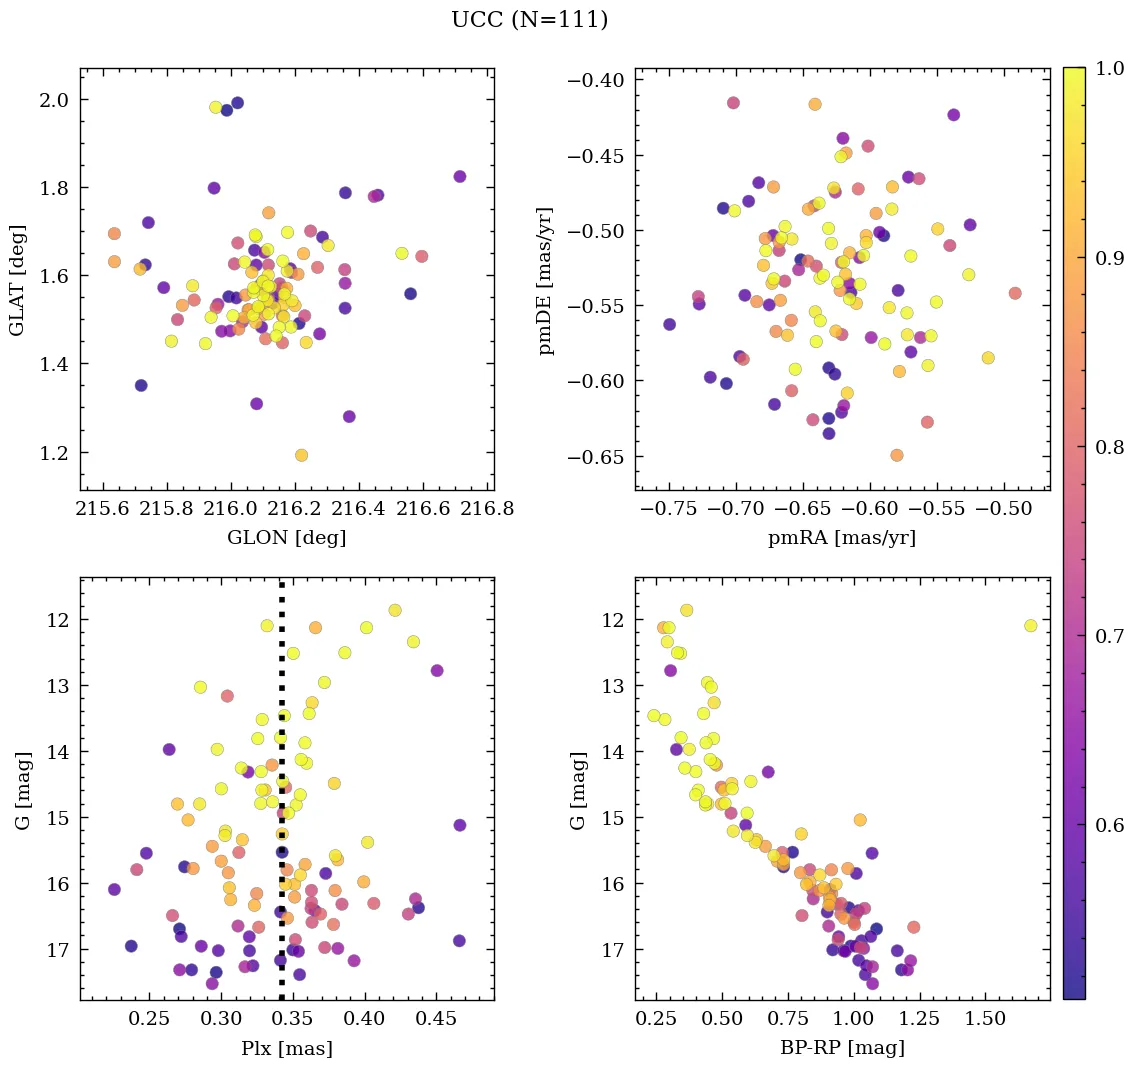 UCC (N=111)
2.0
1.8
1.6
1.4
1.2
GLAT [deg]
215.6 215.8 216.0 216.2 216.4 216.6 216.8
GLON [deg]
−0.40
−0.45
−0.50
−0.55
−0.60
−0.65
pmDE [mas/yr]
−0.75 −0.70 −0.65 −0.60 −0.55 −0.50
pmRA [mas/yr]
1.0
0.9
0.8
0.7
0.6
12
13
14
15
16
17
G [mag]
0.25 0.30 0.35 0.40 0.45
Plx [mas]
12
13
14
15
16
17
G [mag]
0.25 0.50 0.75 1.00 1.25 1.50
BP-RP [mag]